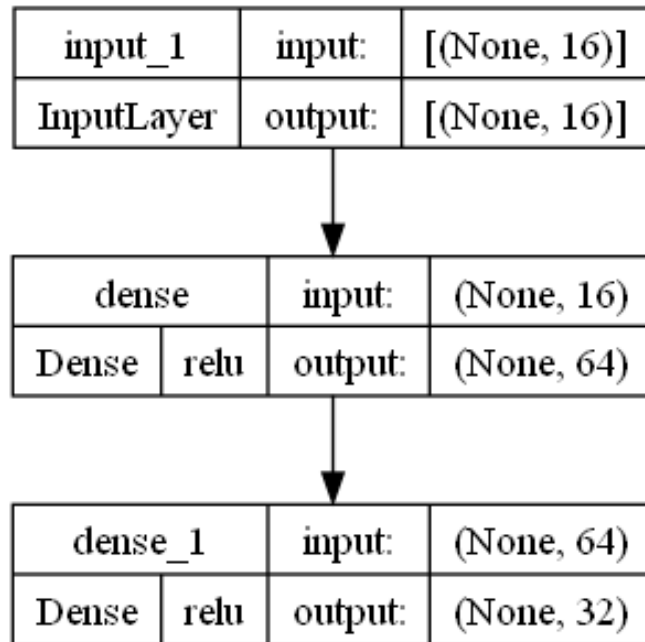 input_1 input: [(None, 16)]
InputLayer output: [(None, 16)]
dense input: (None, 16)
Dense relu output: (None, 64)
dense_1 input: (None, 64)
Dense relu output: (None, 32)